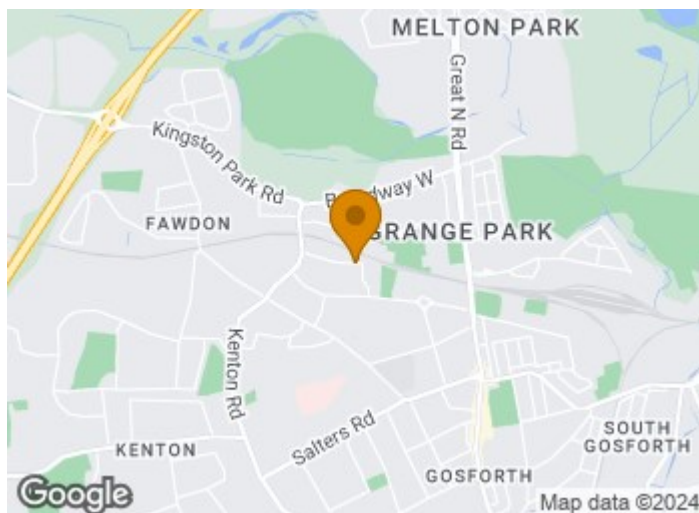 MELTON PARK
Great N Rd
Kingston Park Rd
Broadway W
FAWDON
GRANGE PARK
Kenton Rd
Salters Rd
SOUTH
GOSFORTH
KENTON
GOSFORTH
Google
Map data ©2024